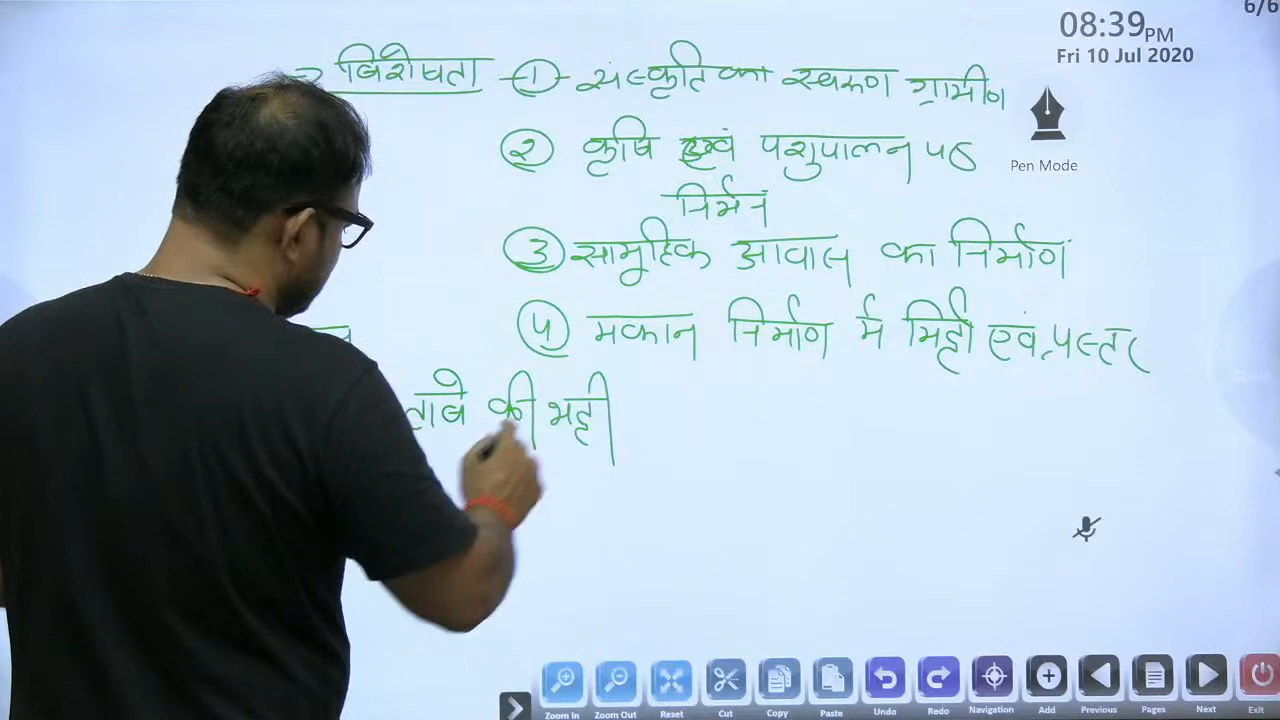 6/6
08:39 PM
Fri 10 Jul 2020
विशेषता ① संस्कृति का स्वरूप ग्रामीण
② कृषि एवं पशुपालन पर
निर्भर
③ सामूहिक आवास का निर्माण
Pen Mode
④ मकान निर्माण में मिट्टी एवं पत्थर
तांबे की भट्टी
Zoom In Zoom Out Reset Cut Copy Paste Undo Redo Navigation Add Previous Pages Next Exit